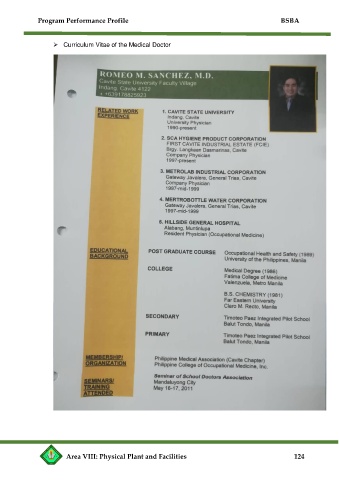 Program Performance Profile BSBA
➢ Curriculum Vitae of the Medical Doctor
ROMEO M. SANCHEZ, M.D.
Cavite State University Faculty Village
Indang, Cavite 4122
RELATED WORK
EXPERIENCE
1. CAVITE STATE UNIVERSITY
Indang, Cavite
University Physician
1990-present
2. SCA HYGIENE PRODUCT CORPORATION
FIRST CAVITE INDUSTRIAL ESTATE (FCIE)
Brgy. Langkaan Dasmarinas, Cavite
Company Physician
1997-present
3. METROLAB INDUSTRIAL CORPORATION
Gateway Javalera, General Trias, Cavite
Company Physician
1997-mid-1999
4. MERTROBOTTLE WATER CORPORATION
Gateway Javalera, General Trias, Cavite
1997-mid-1999
HILLSIDE GENERAL HOSPITAL
Alabang, Muntinlupa
Resident Physician (Occupational Medicine)
EDUCATIONAL
BACKGROUND
POST GRADUATE COURSE Occupational Health and Safety
University of the Philippines, Manila
COLLEGE Medical Degree
Fatima College of Medicine
Valenzuela, Metro Manila
B.S. CHEMISTRY (1981)
Far Eastern University
Claro M. Recto, Manila
SECONDARY Timoteo Paez Integrated Pilot School
Balut Tondo, Manila
PRIMARY Timoteo Paez Integrated Pilot School
Balut Tondo, Manila
MEMBERSHIP/
ORGANIZATION
Philippine Medical Association (Cavite Chapter)
Philippine College of Occupational Medicine, Inc.
SEMINARS/
TRAINING
ATTENDED
Seminar of School Doctors Association
Mandaluyong City
May 16-17, 2011
Area VIII: Physical Plant and Facilities 124